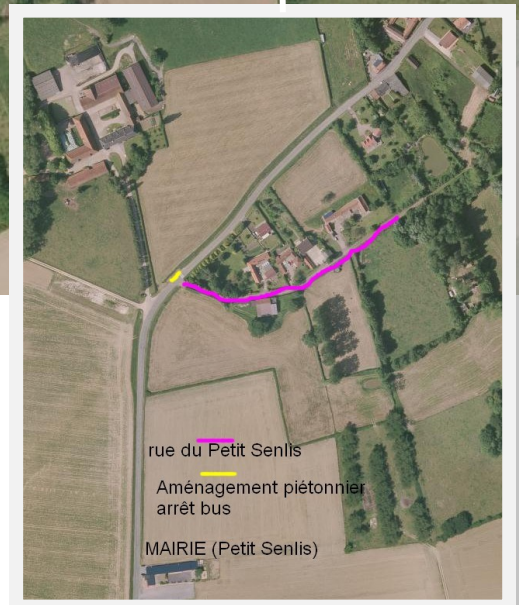 rue du Petit Senlis
Aménagement piétonnier
arrêt bus
MAIRIE (Petit Senlis)